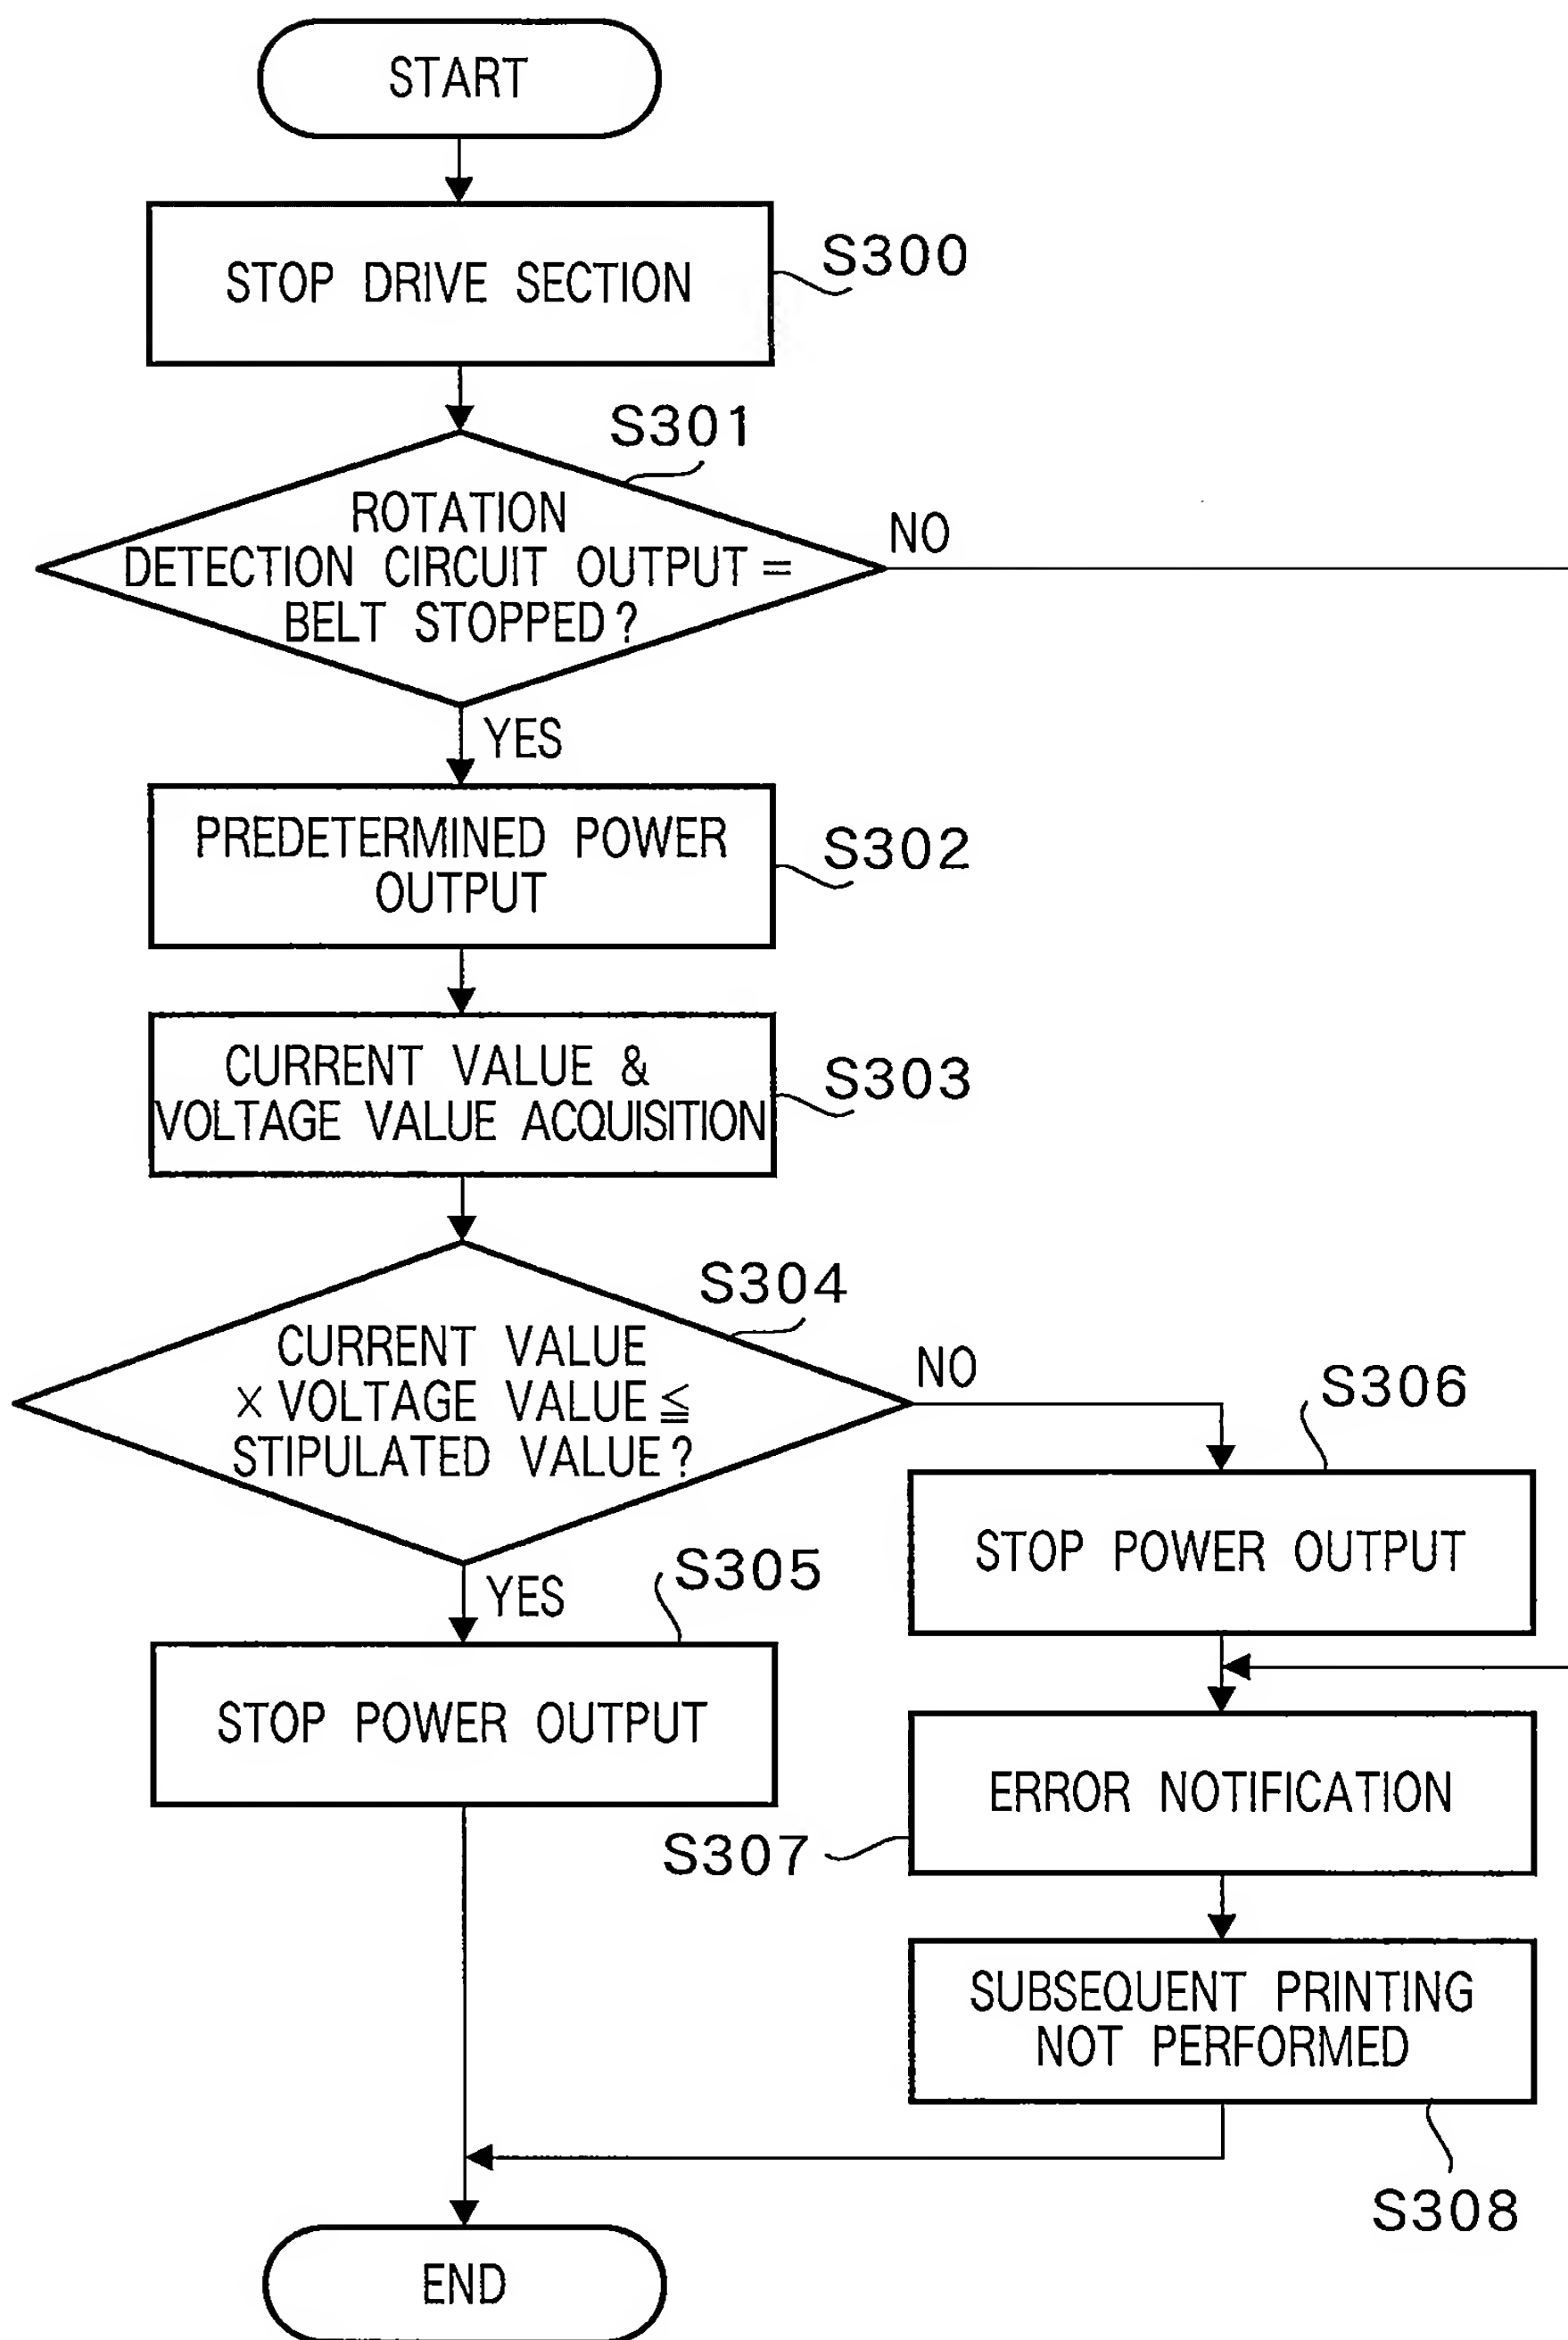 START
STOP DRIVE SECTION
S300
S301
ROTATION
DETECTION CIRCUIT OUTPUT =
BELT STOPPED?
NO
YES
PREDETERMINED POWER
OUTPUT
S302
CURRENT VALUE &
VOLTAGE VALUE ACQUISITION
S303
S304
CURRENT VALUE
× VOLTAGE VALUE ≦
STIPULATED VALUE?
NO
YES
S305
STOP POWER OUTPUT
S306
STOP POWER OUTPUT
ERROR NOTIFICATION
S307
SUBSEQUENT PRINTING
NOT PERFORMED
S308
END